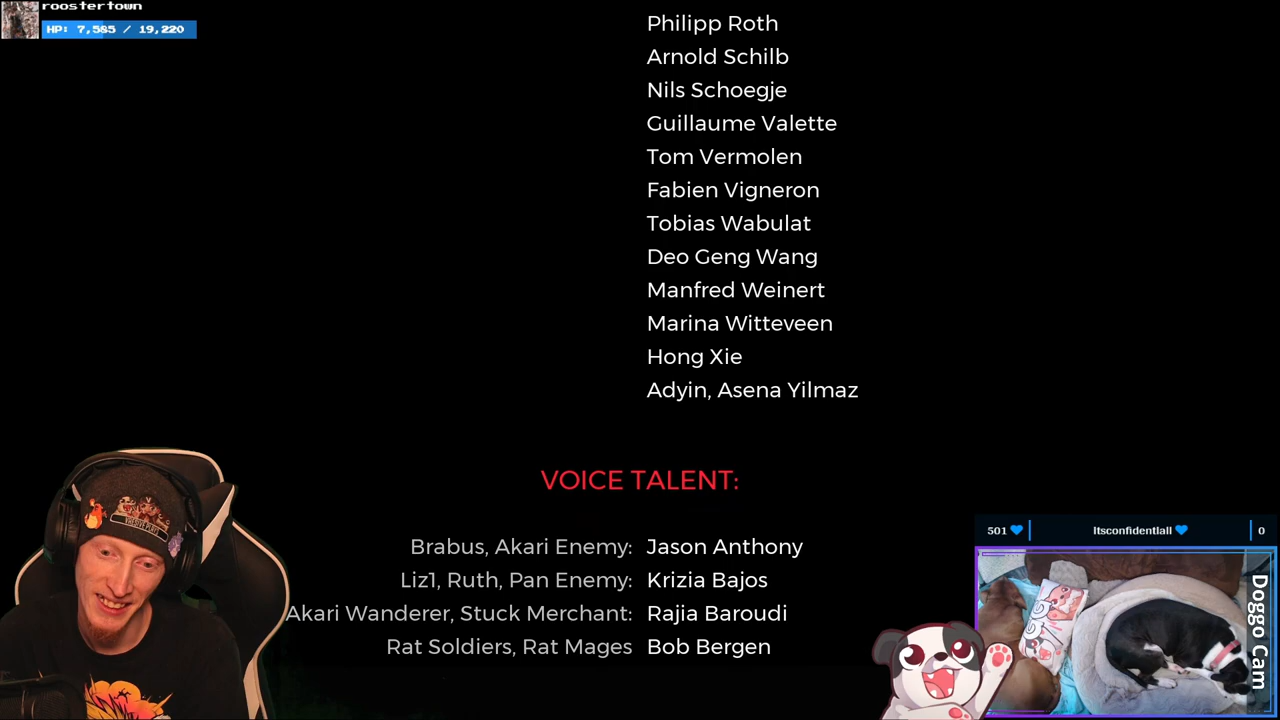 roostertown
HP: 7,585 / 19,220
Philipp Roth
Arnold Schilb
Nils Schoegje
Guillaume Valette
Tom Vermolen
Fabien Vigneron
Tobias Wabulat
Deo Geng Wang
Manfred Weinert
Marina Witteveen
Hong Xie
Adyin, Asena Yilmaz
VOICE TALENT:
Brabus, Akari Enemy: Jason Anthony
Liz1, Ruth, Pan Enemy: Krizia Bajos
Akari Wanderer, Stuck Merchant: Rajia Baroudi
Rat Soldiers, Rat Mages Bob Bergen
501 Itsconfidentiall 0
Doggo Cam